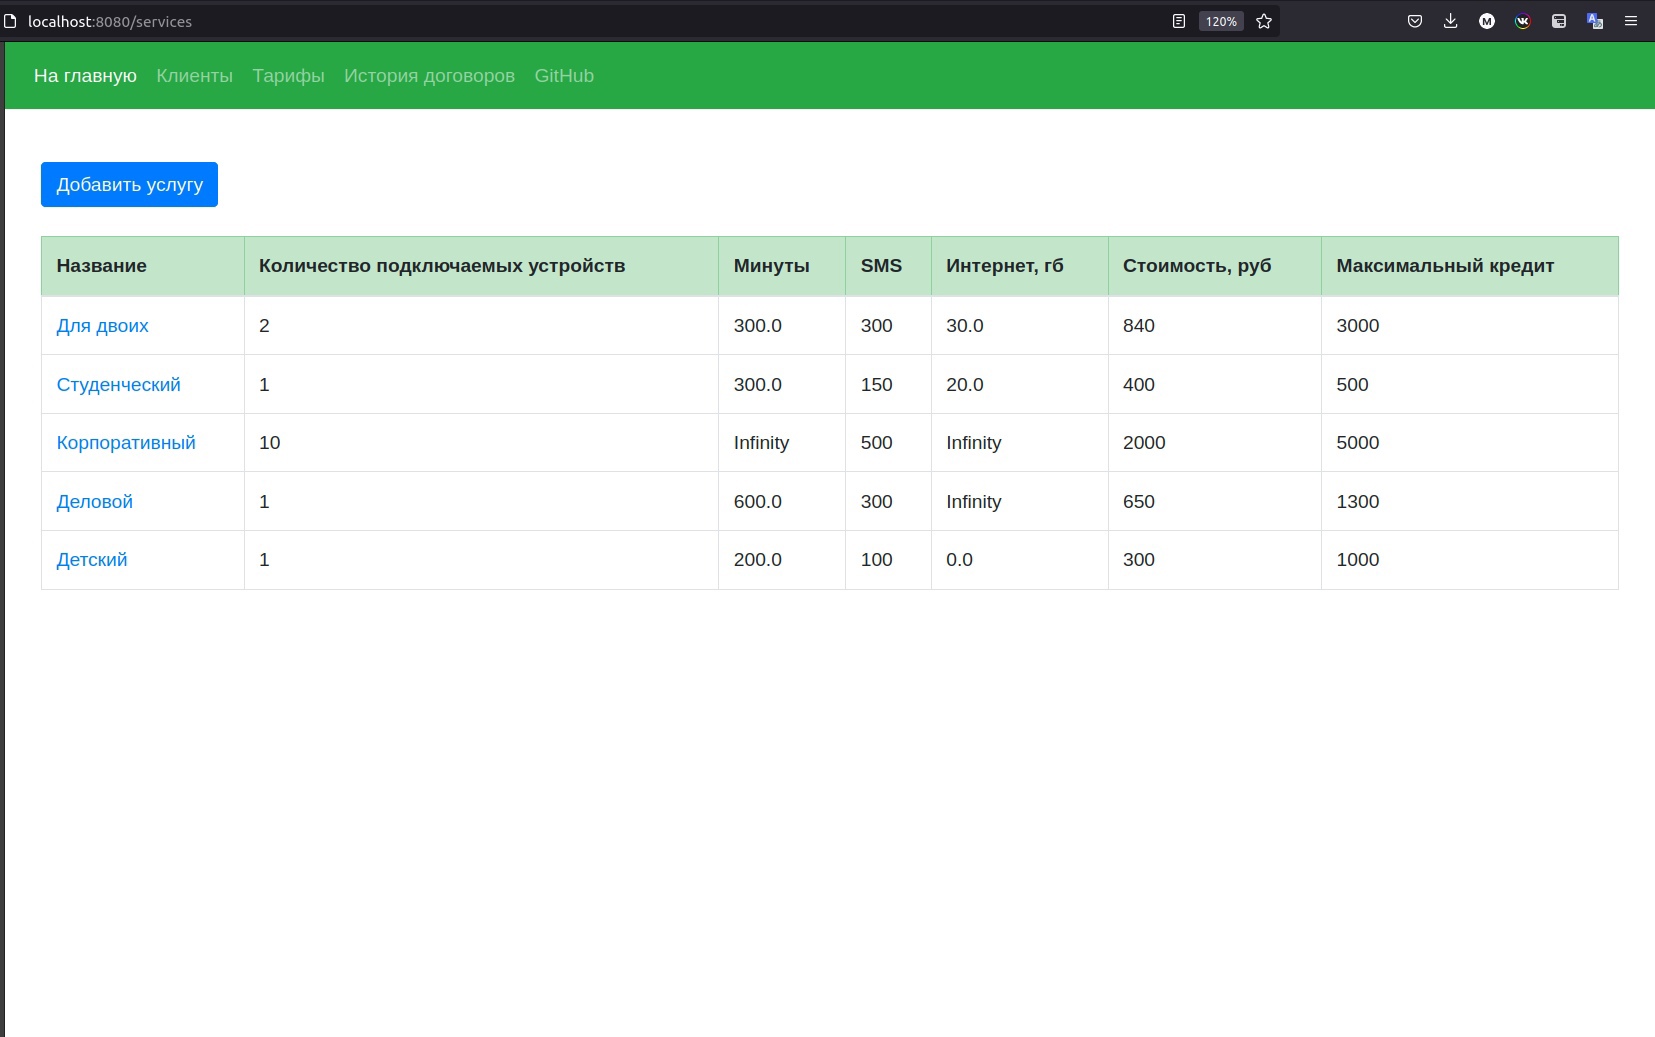 localhost:8080/services 120%
На главную Клиенты Тарифы История договоров GitHub
Добавить услугу
Название Количество подключаемых устройств Минуты SMS Интернет, гб Стоимость, руб Максимальный кредит
Для двоих 2 300.0 300 30.0 840 3000
Студенческий 1 300.0 150 20.0 400 500
Корпоративный 10 Infinity 500 Infinity 2000 5000
Деловой 1 600.0 300 Infinity 650 1300
Детский 1 200.0 100 0.0 300 1000